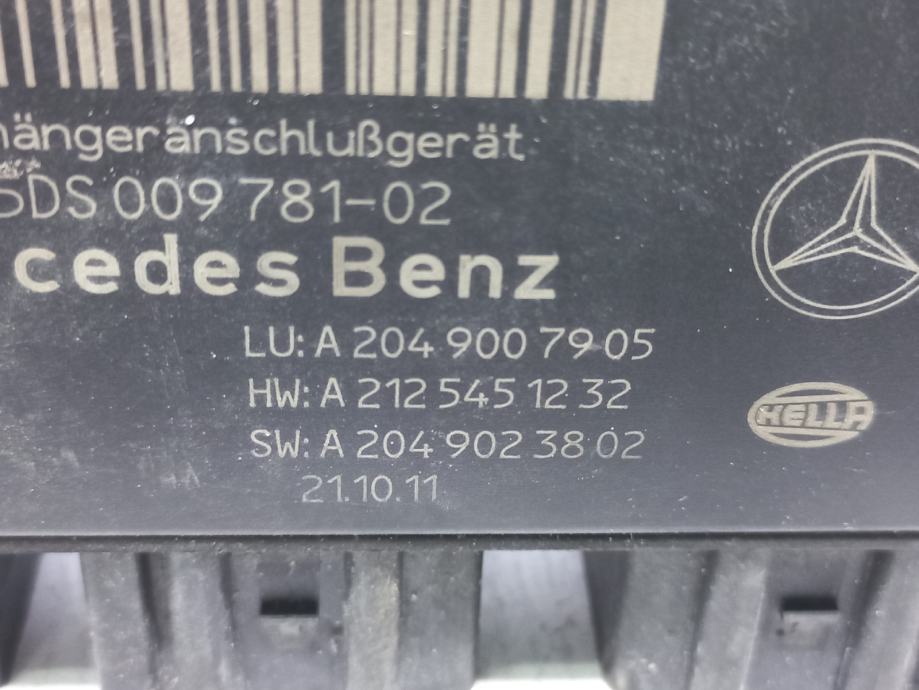 hängeranschlußgerät
5DS 009 781-02
cedes Benz
LU: A 204 900 79 05
HW: A 212 545 12 32
SW: A 204 902 38 02
21.10.11
HELLA